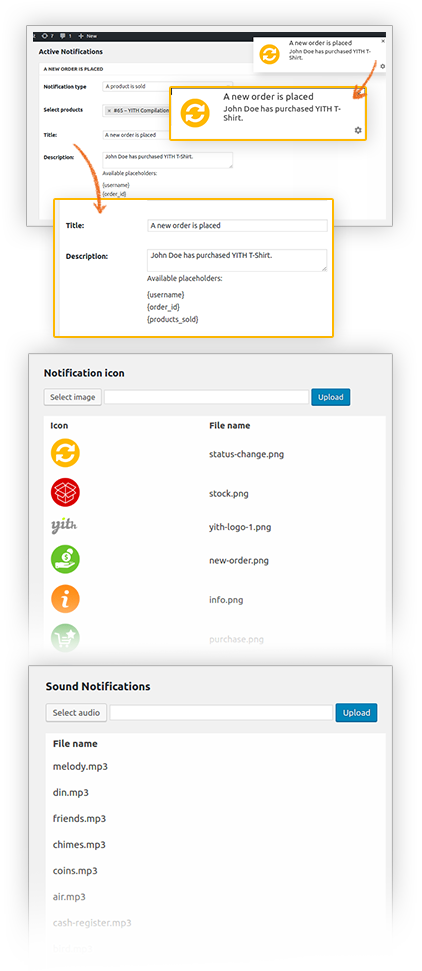 7 1 + New
Active Notifications
A new order is placed
John Doe has purchased YITH T-
Shirt.
A NEW ORDER IS PLACED
Notification type A product is sold
A new order is placed
John Doe has purchased YITH T-
Shirt.
Select products × #65 – YITH Compilation
Title: A new order is placed
Description: John Doe has purchased YITH T-Shirt.
Available placeholders:
{username}
{order_id}
Title: A new order is placed
Description: John Doe has purchased YITH T-Shirt.
Available placeholders:
{username}
{order_id}
{products_sold}
Notification icon
Select image Upload
Icon File name
status-change.png
stock.png
yith yith-logo-1.png
new-order.png
info.png
purchase.png
Sound Notifications
Select audio Upload
File name
melody.mp3
din.mp3
friends.mp3
chimes.mp3
coins.mp3
air.mp3
cash-register.mp3